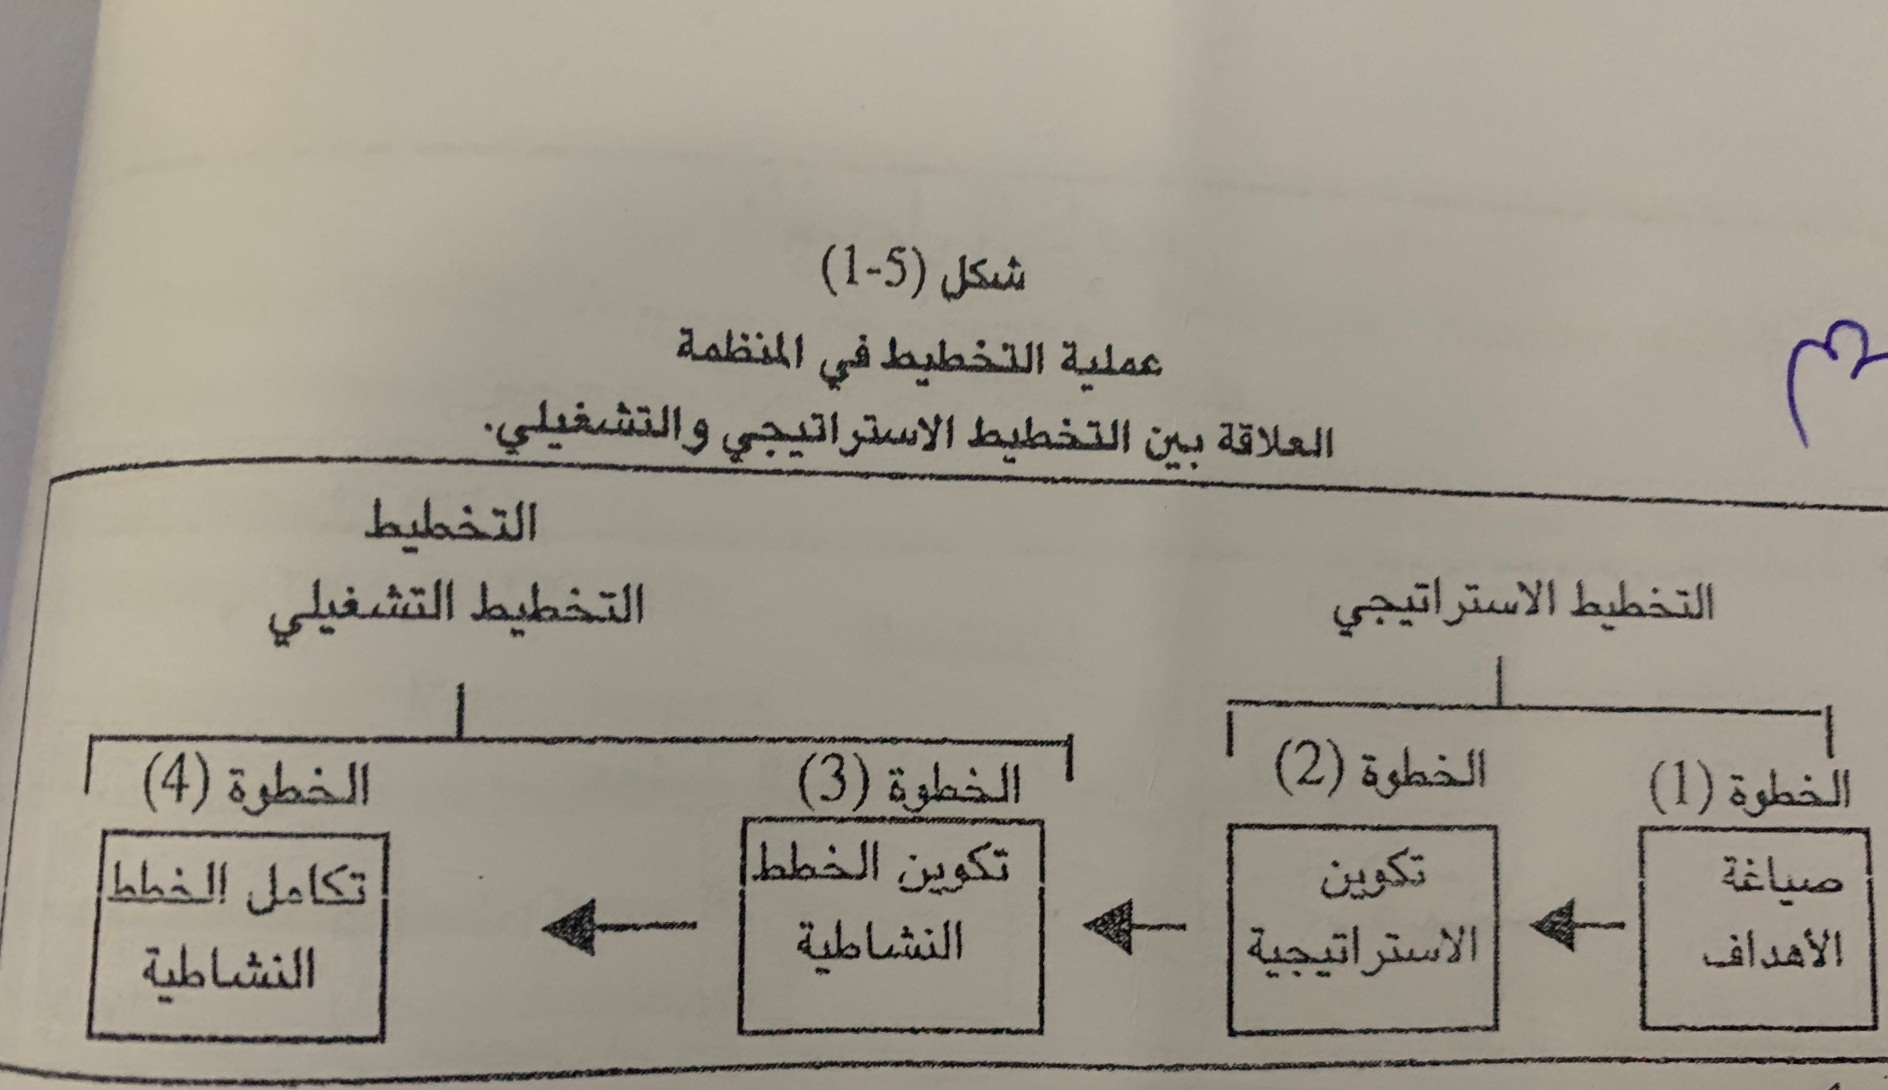 شكل (5-1)
عملية التخطيط في المنظمة
العلاقة بين التخطيط الاستراتيجي والتشغيلي.
التخطيط الاستراتيجي
الخطوة (1)
صياغة
الأهداف
الخطوة (2)
تكوين
الاستراتيجية
التخطيط
التخطيط التشغيلي
الخطوة (3)
تكوين الخطط
النشاطية
الخطوة (4)
تكامل الخطط
النشاطية